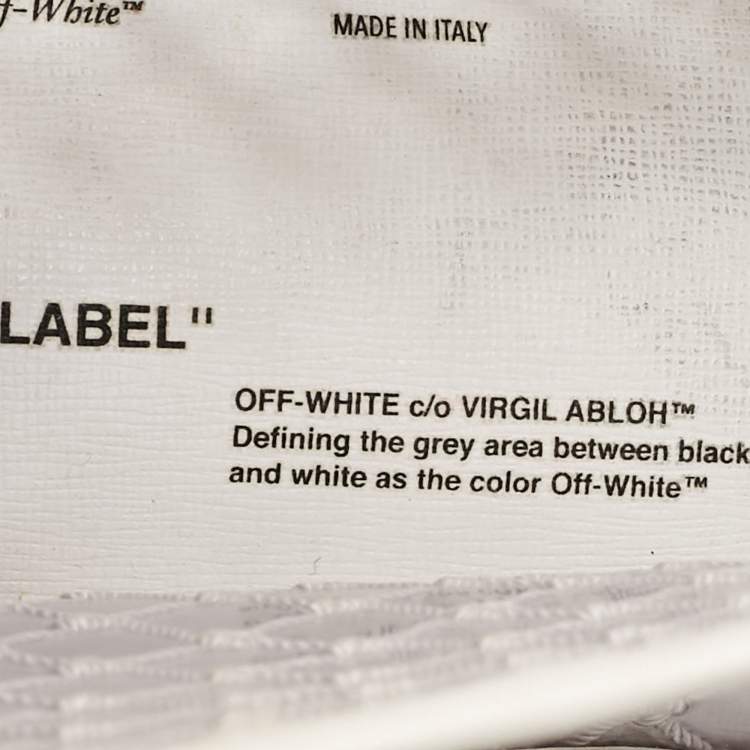 f-White™
MADE IN ITALY
LABEL"
OFF-WHITE c/o VIRGIL ABLOH™
Defining the grey area between black
and white as the color Off-White™